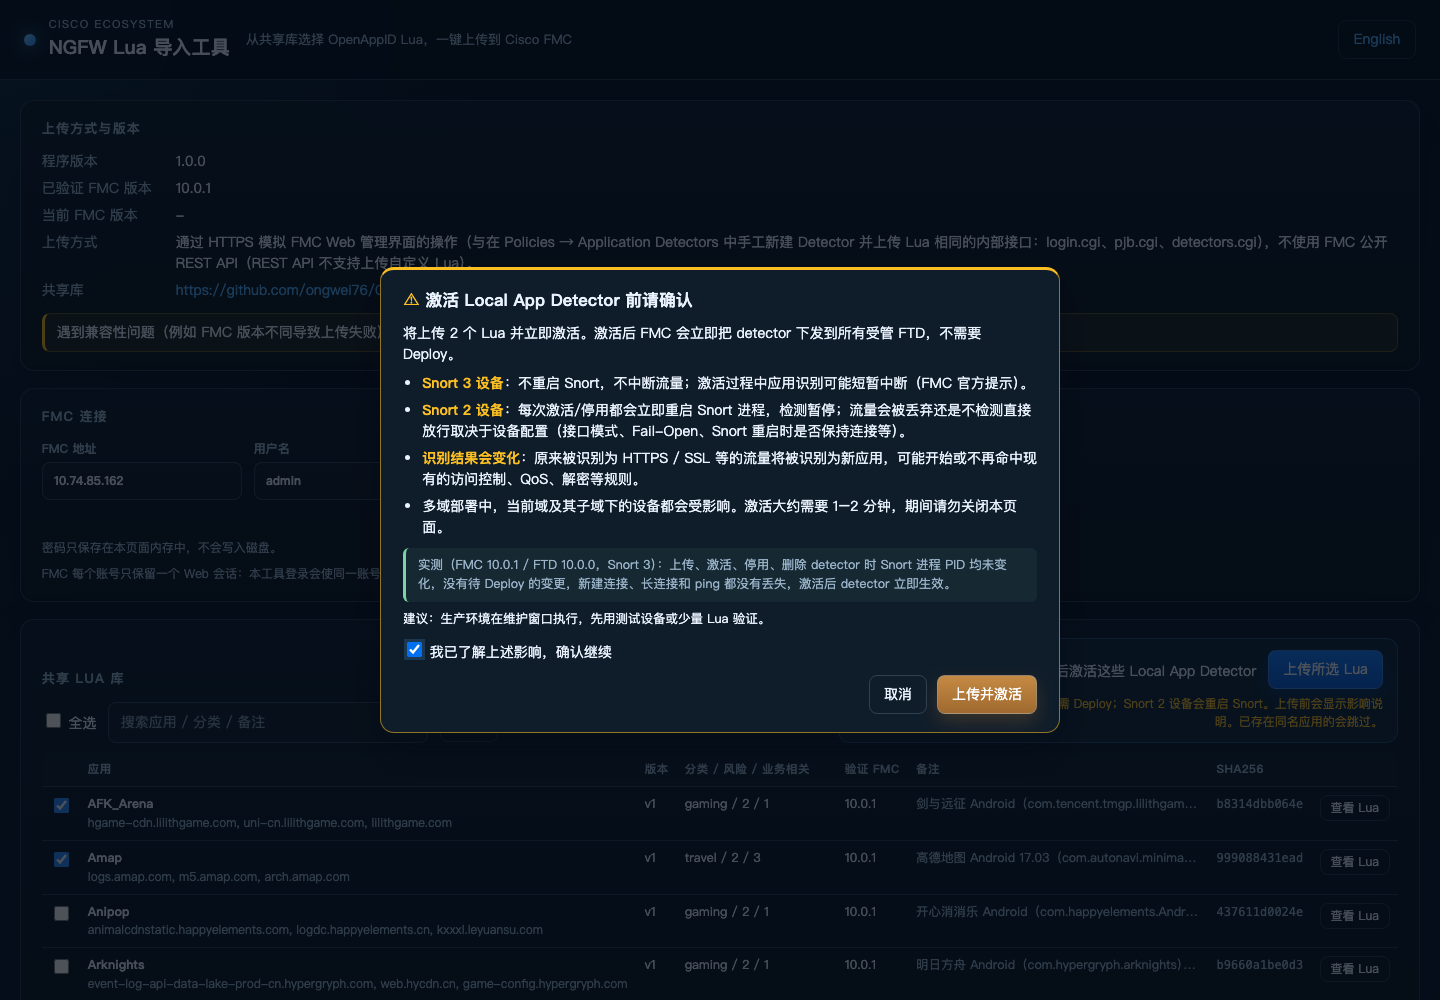 CISCO ECOSYSTEM
NGFW Lua 导入工具
从共享库选择 OpenAppID Lua，一键上传到 Cisco FMC
English
上传方式与版本
程序版本 1.0.0
已验证 FMC 版本 10.0.1
当前 FMC 版本 –
上传方式 通过 HTTPS 模拟 FMC Web 管理界面的操作（与在 Policies → Application Detectors 中手工新建 Detector 并上传 Lua 相同的内部接口：login.cgi、pjb.cgi、detectors.cgi），不使用 FMC 公开
REST API（REST API 不支持上传自定义 Lua）。
共享库 https://github.com/ongwei76/
遇到兼容性问题（例如 FMC 版本不同导致上传失败）
FMC 连接
FMC 地址 用户名
10.74.85.162 admin
密码只保存在本页面内存中，不会写入磁盘。
FMC 每个账号只保留一个 Web 会话：本工具登录会使同一账号
⚠ 激活 Local App Detector 前请确认
将上传 2 个 Lua 并立即激活。激活后 FMC 会立即把 detector 下发到所有受管 FTD，不需要
Deploy。
• Snort 3 设备：不重启 Snort，不中断流量；激活过程中应用识别可能短暂中断（FMC 官方提示）。
• Snort 2 设备：每次激活/停用都会立即重启 Snort 进程，检测暂停；流量会被丢弃还是不检测直接
放行取决于设备配置（接口模式、Fail-Open、Snort 重启时是否保持连接等）。
• 识别结果会变化：原来被识别为 HTTPS / SSL 等的流量将被识别为新应用，可能开始或不再命中现
有的访问控制、QoS、解密等规则。
• 多域部署中，当前域及其子域下的设备都会受影响。激活大约需要 1–2 分钟，期间请勿关闭本页
面。
实测（FMC 10.0.1 / FTD 10.0.0，Snort 3）：上传、激活、停用、删除 detector 时 Snort 进程 PID 均未变
化，没有待 Deploy 的变更，新建连接、长连接和 ping 都没有丢失，激活后 detector 立即生效。
建议：生产环境在维护窗口执行，先用测试设备或少量 Lua 验证。
我已了解上述影响，确认继续
取消 上传并激活
共享 LUA 库
后激活这些 Local App Detector 上传所选 Lua
需 Deploy；Snort 2 设备会重启 Snort。上传前会显示影响说
明。已存在同名应用的会跳过。
全选 搜索应用 / 分类 / 备注
应用 版本 分类 / 风险 / 业务相关 验证 FMC 备注 SHA256
AFK_Arena v1 gaming / 2 / 1 10.0.1 剑与远征 Android（com.tencent.tmgp.lilithgam... b8314dbb064e 查看 Lua
hgame-cdn.lilithgame.com, uni-cn.lilithgame.com, lilithgame.com
Amap v1 travel / 2 / 3 10.0.1 高德地图 Android 17.03（com.autonavi.minima... 999088431ead 查看 Lua
logs.amap.com, m5.amap.com, arch.amap.com
Anipop v1 gaming / 2 / 1 10.0.1 开心消消乐 Android（com.happyelements.Andr... 437611d0024e 查看 Lua
animalcdnstatic.happyelements.com, logdc.happyelements.cn, kxxxl.leyuansu.com
Arknights v1 gaming / 2 / 1 10.0.1 明日方舟 Android（com.hypergryph.arknights）... b9660a1be0d3 查看 Lua
event-log-api-data-lake-prod-cn.hypergryph.com, web.hycdn.cn, game-config.hypergryph.com